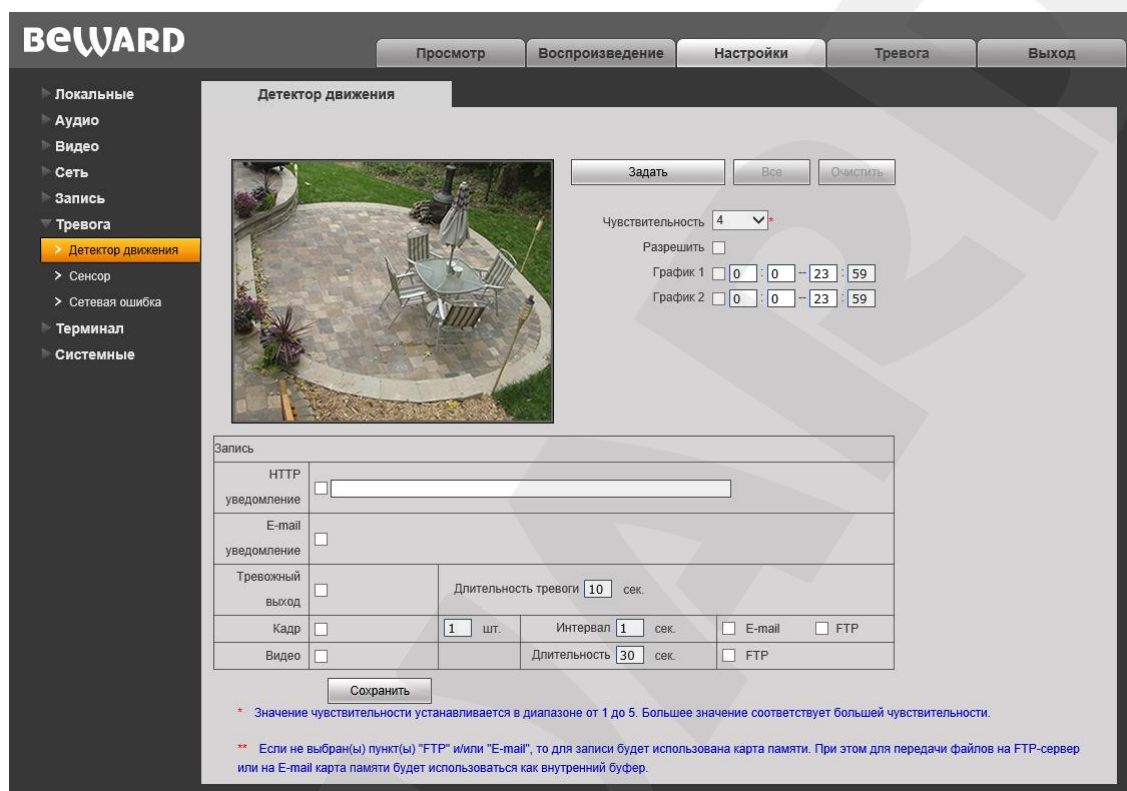 BEWARD
Просмотр Воспроизведение Настройки Тревога Выход
Локальные
Аудио
Видео
Сеть
Запись
Тревога
> Детектор движения
> Сенсор
> Сетевая ошибка
Терминал
Системные
Детектор движения
Задать Все Очистить
Чувствительность 4 *
Разрешить
График 1 0 : 0 -- 23 : 59
График 2 0 : 0 -- 23 : 59
Запись
HTTP
уведомление
E-mail
уведомление
Тревожный
выход
Длительность тревоги 10 сек.
Кадр 1 шт. Интервал 1 сек. E-mail FTP
Видео Длительность 30 сек. FTP
Сохранить
* Значение чувствительности устанавливается в диапазоне от 1 до 5. Большее значение соответствует большей чувствительности.
** Если не выбран(ы) пункт(ы) "FTP" и/или "E-mail", то для записи будет использована карта памяти. При этом для передачи файлов на FTP-сервер
или на E-mail карта памяти будет использоваться как внутренний буфер.